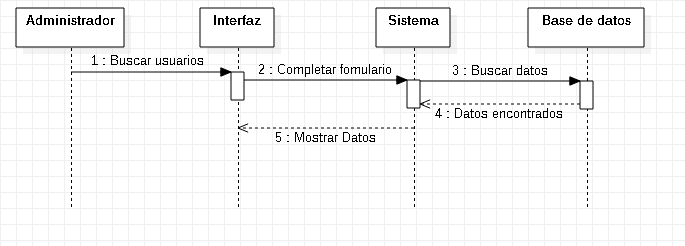 Administrador
Interfaz
Sistema
Base de datos
1 : Buscar usuarios
2 : Completar fomulario
3 : Buscar datos
4 : Datos encontrados
5 : Mostrar Datos